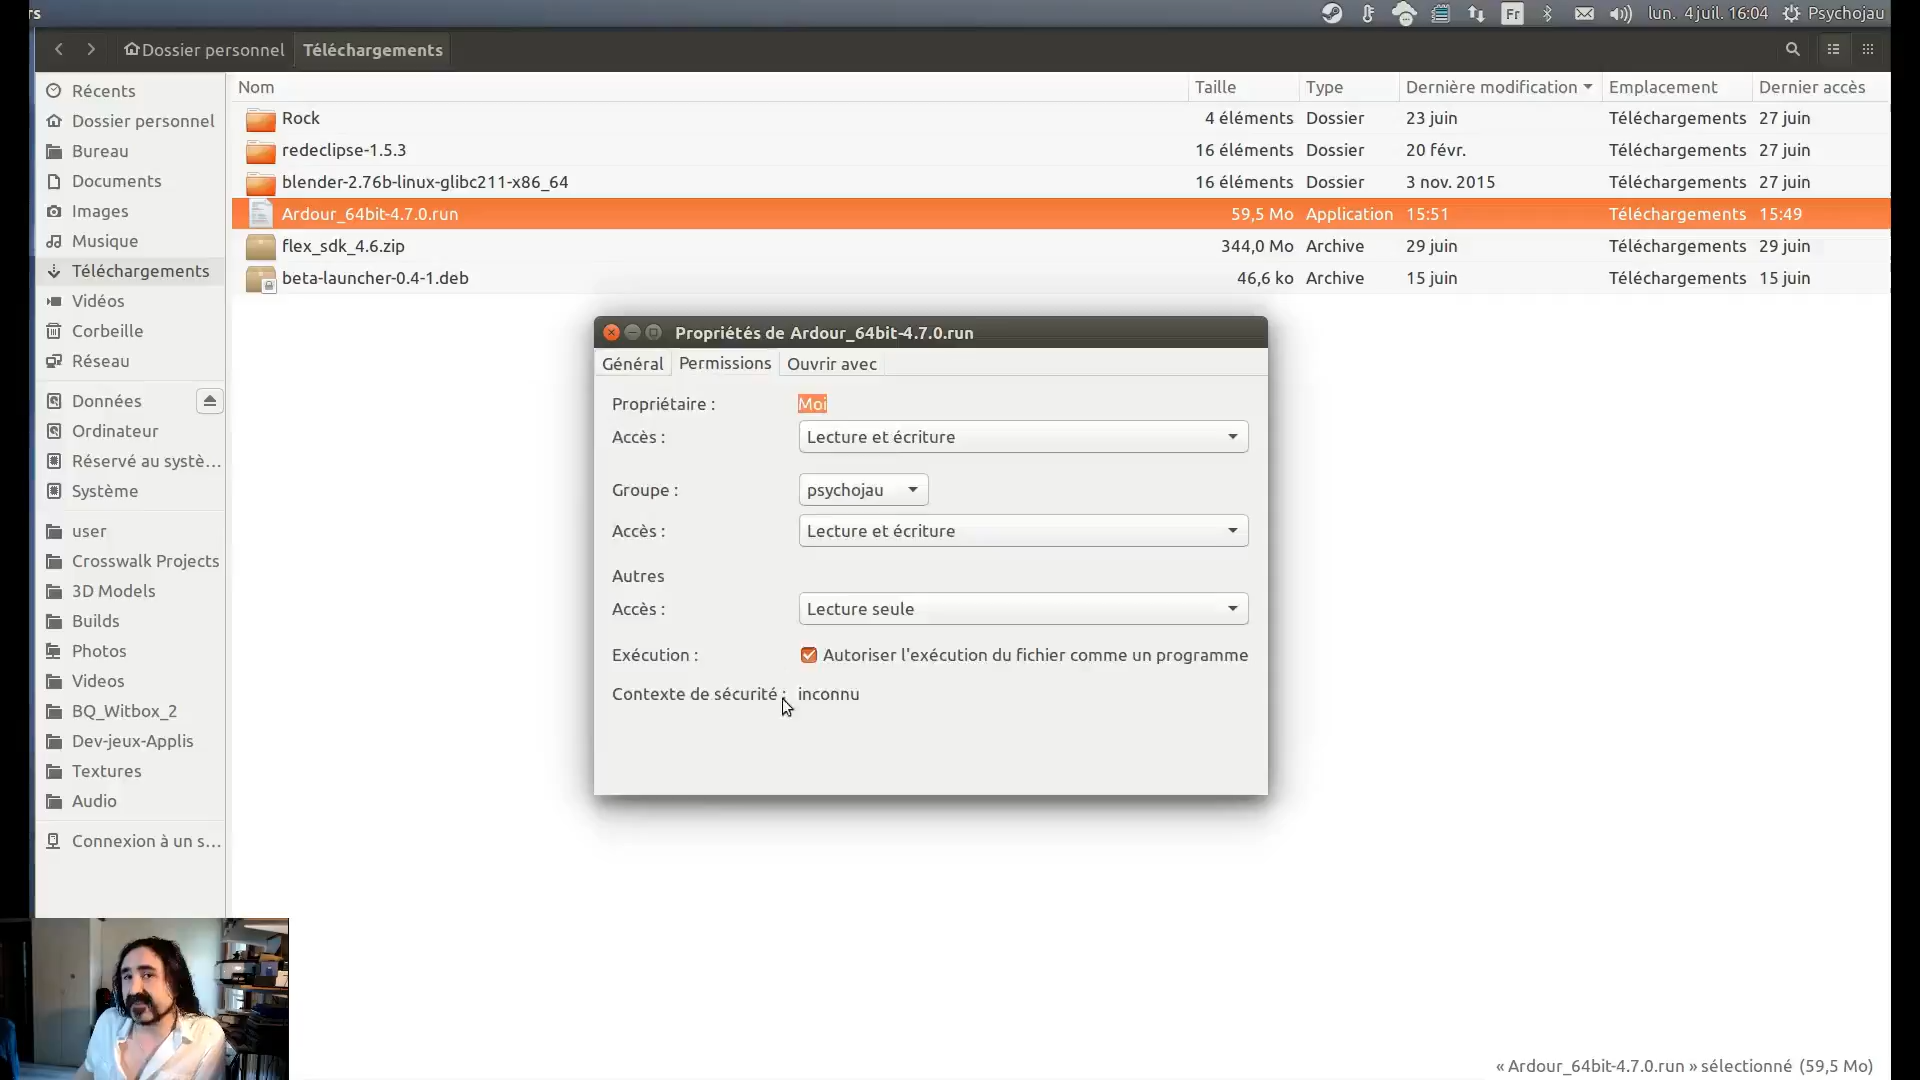 rs
Fr
lun. 4 juil. 16:04
Psychojau
Dossier personnel
Téléchargements
Nom
Taille
Type
Dernière modification
Emplacement
Dernier accès
Rock
4 éléments
Dossier
23 juin
Téléchargements
27 juin
redeclipse-1.5.3
16 éléments
Dossier
20 févr.
Téléchargements
27 juin
blender-2.76b-linux-glibc211-x86_64
16 éléments
Dossier
3 nov. 2015
Téléchargements
27 juin
Ardour_64bit-4.7.0.run
59,5 Mo
Application
15:51
Téléchargements
15:49
flex_sdk_4.6.zip
344,0 Mo
Archive
29 juin
Téléchargements
29 juin
beta-launcher-0.4-1.deb
46,6 ko
Archive
15 juin
Téléchargements
15 juin
Récents
Dossier personnel
Bureau
Documents
Images
Musique
Téléchargements
Vidéos
Corbeille
Réseau
Données
Ordinateur
Réservé au systè...
Système
user
Crosswalk Projects
3D Models
Builds
Photos
Videos
BQ_Witbox_2
Dev-jeux-Applis
Textures
Audio
Connexion à un s...
Propriétés de Ardour_64bit-4.7.0.run
Général
Permissions
Ouvrir avec
Propriétaire :
Moi
Accès :
Lecture et écriture
Groupe :
psychojau
Accès :
Lecture et écriture
Autres
Accès :
Lecture seule
Exécution :
Autoriser l'exécution du fichier comme un programme
Contexte de sécurité :
inconnu
« Ardour_64bit-4.7.0.run » sélectionné (59,5 Mo)